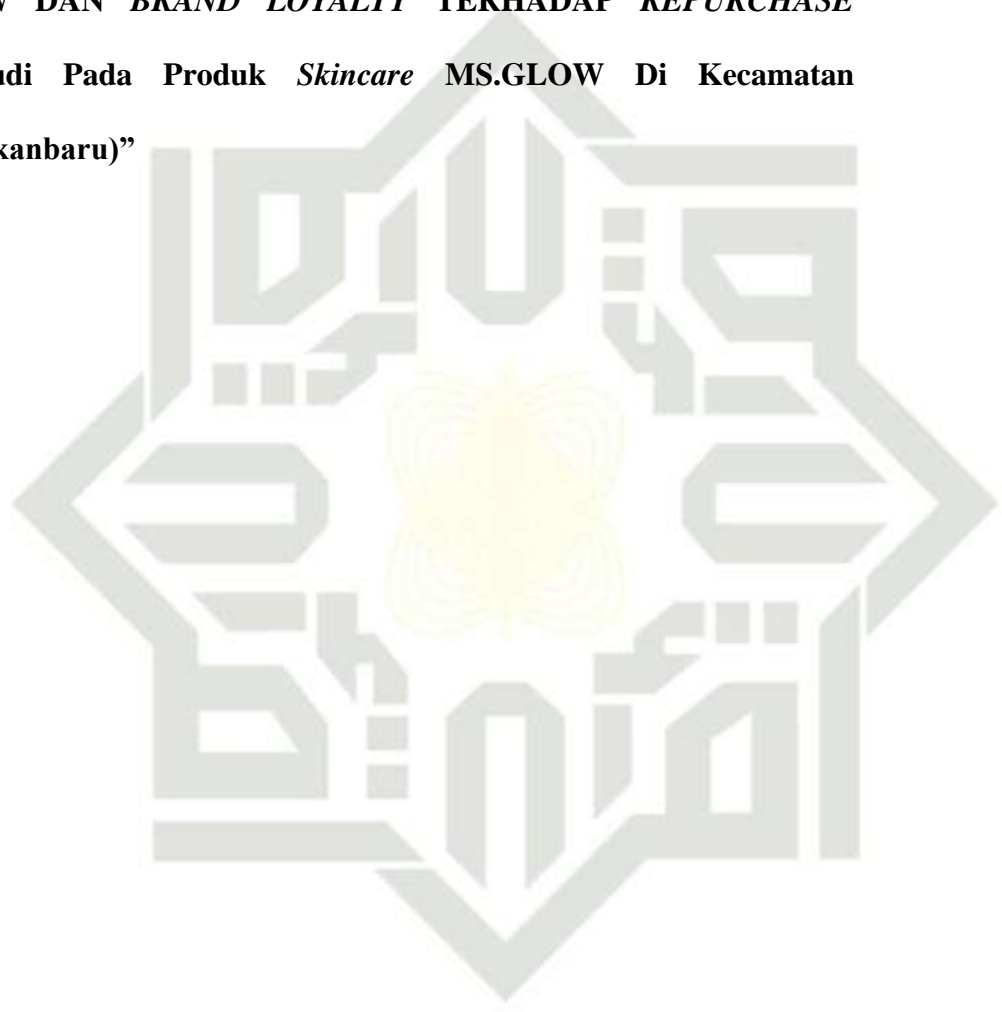 DAN BRAND LOYALTY TERHADAP REPURCHASE
udi Pada Produk Skincare MS.GLOW Di Kecamatan
kanbaru)”